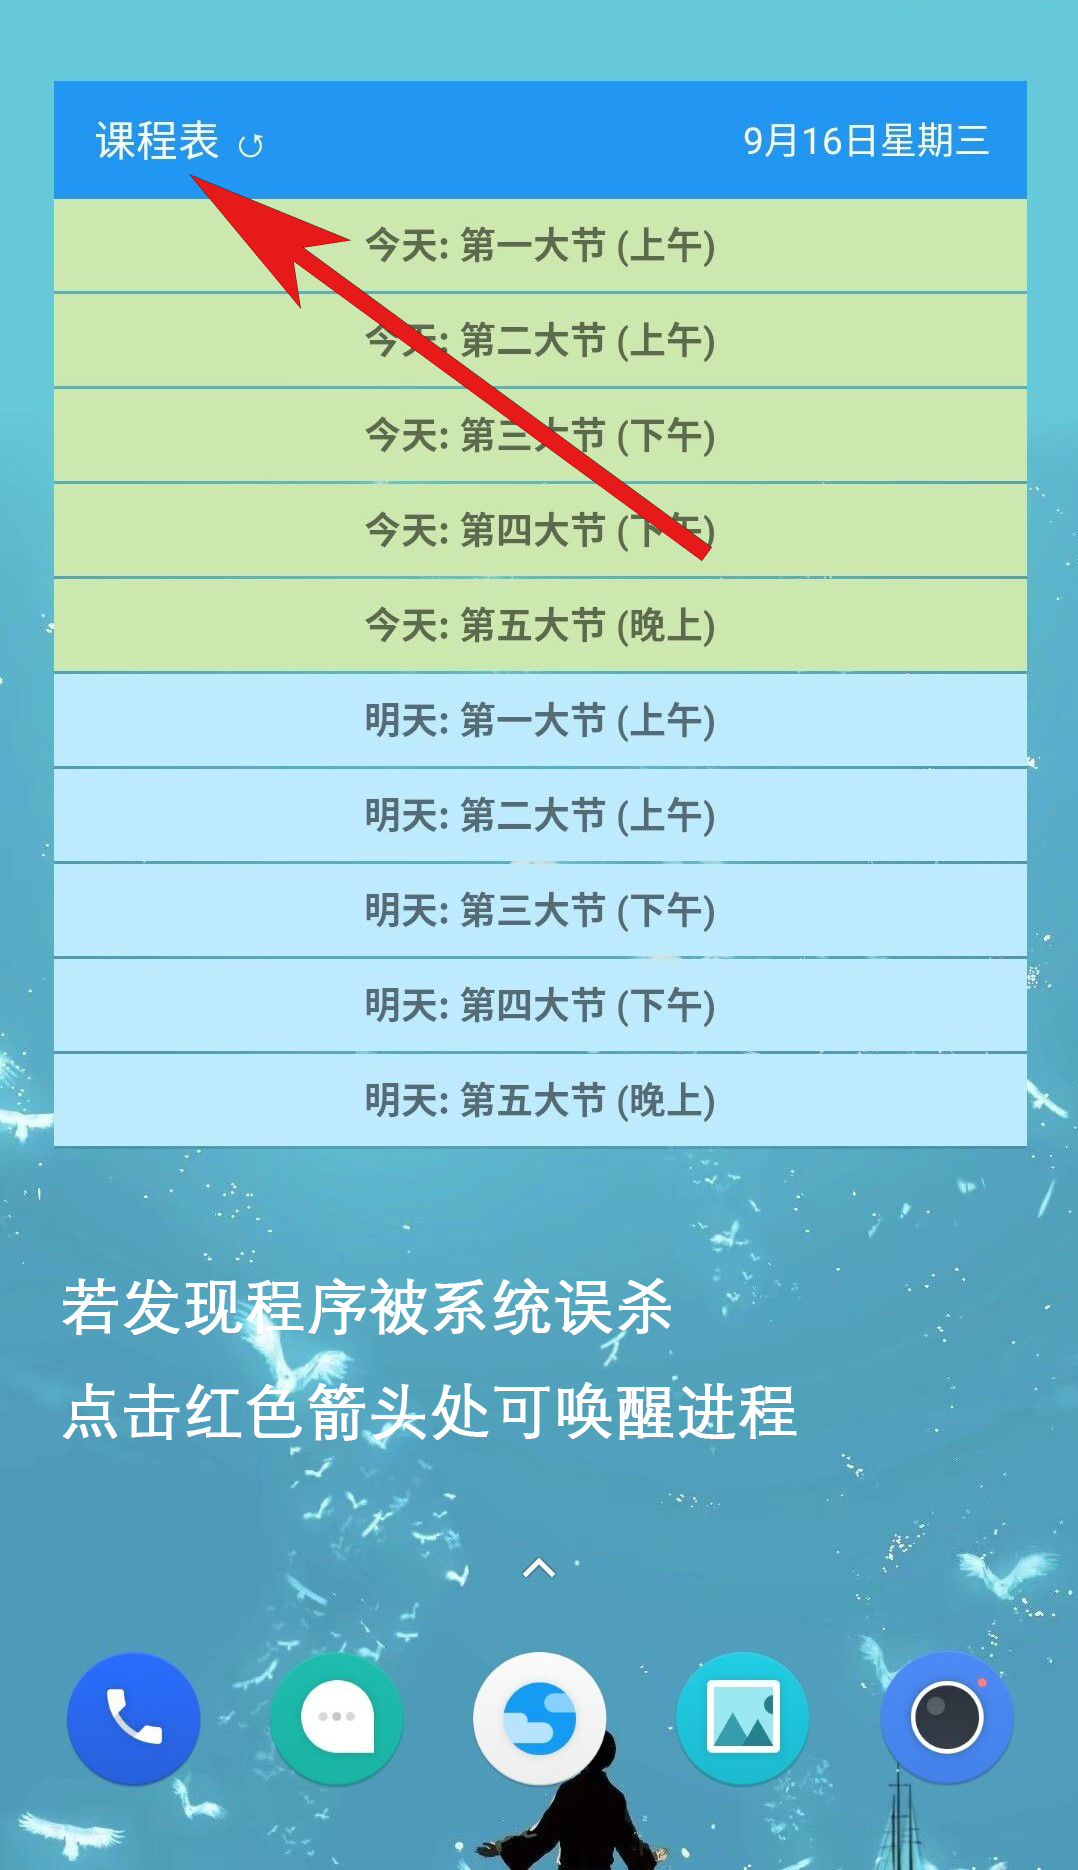 课程表
9月16日星期三
今天: 第一大节 (上午)
今天: 第二大节 (上午)
今天: 第三大节 (下午)
今天: 第四大节 (下午)
今天: 第五大节 (晚上)
明天: 第一大节 (上午)
明天: 第二大节 (上午)
明天: 第三大节 (下午)
明天: 第四大节 (下午)
明天: 第五大节 (晚上)
若发现程序被系统误杀
点击红色箭头处可唤醒进程